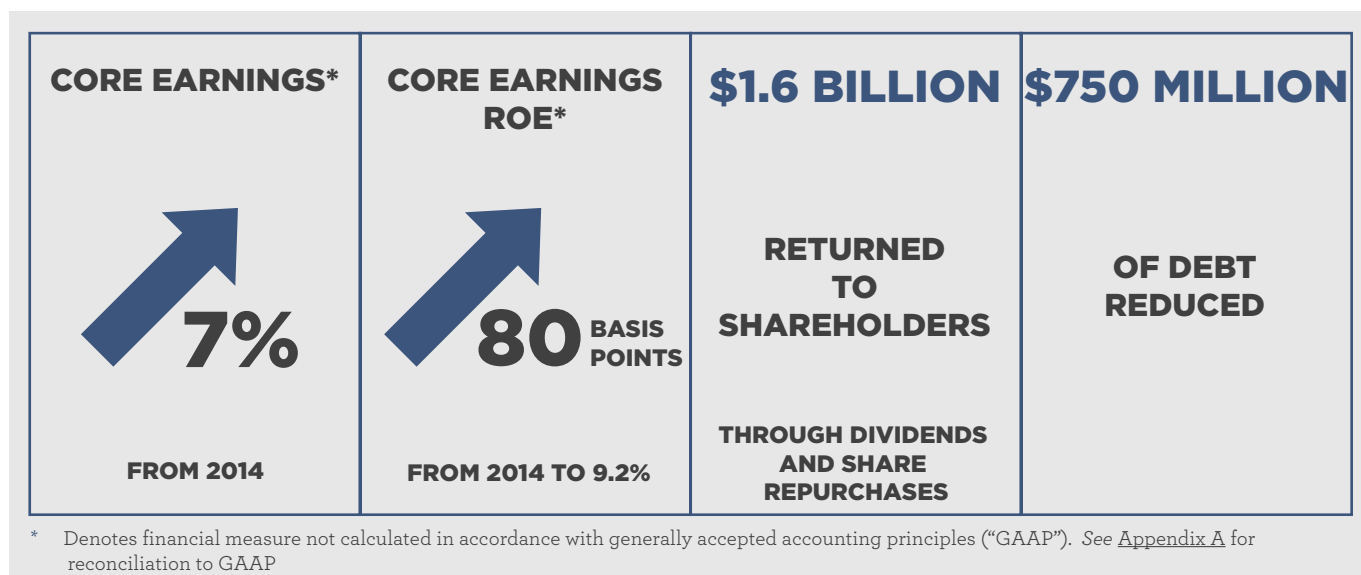 CORE EARNINGS*
7%
FROM 2014
CORE EARNINGS
ROE*
80 BASIS
POINTS
FROM 2014 TO 9.2%
$1.6 BILLION
RETURNED
TO
SHAREHOLDERS
THROUGH DIVIDENDS
AND SHARE
REPURCHASES
$750 MILLION
OF DEBT
REDUCED
* Denotes financial measure not calculated in accordance with generally accepted accounting principles (“GAAP”). See Appendix A for
reconciliation to GAAP